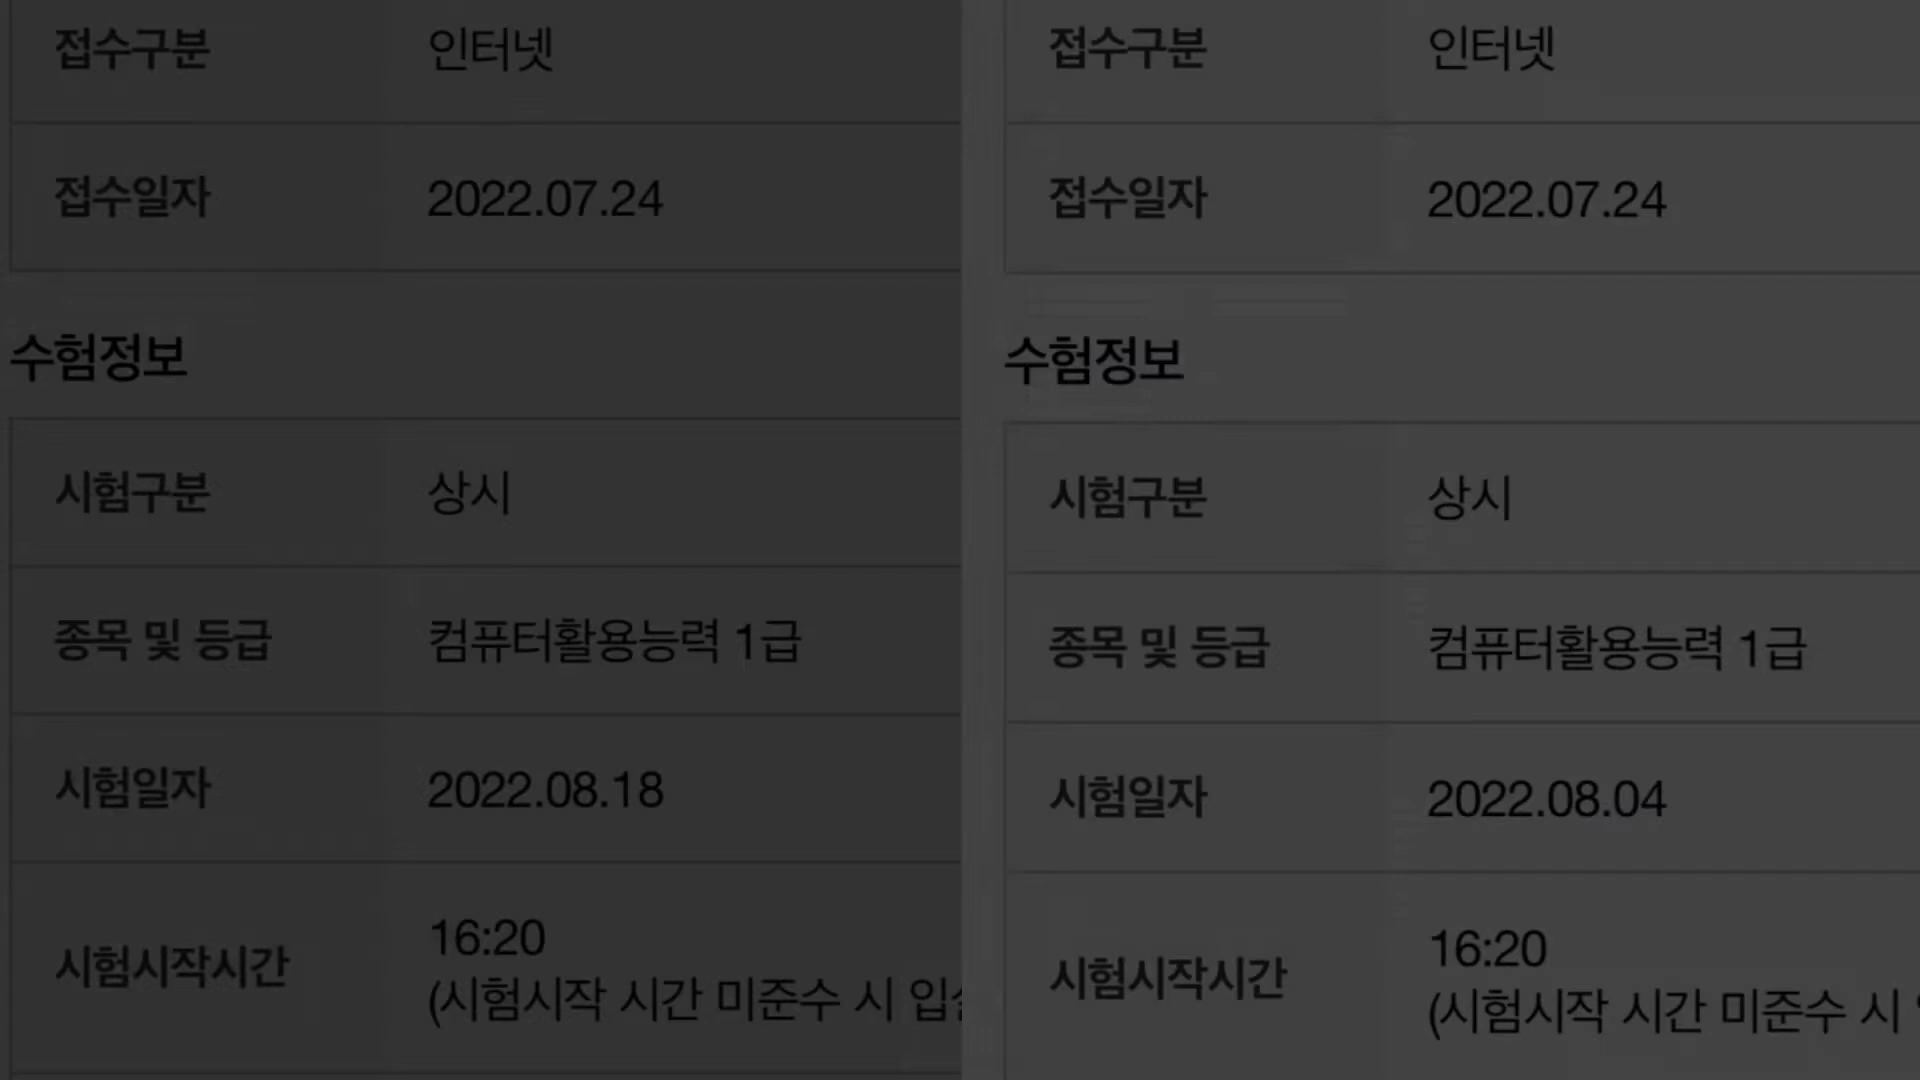 접수구분 인터넷
접수일자 2022.07.24
수험정보
시험구분 상시
종목 및 등급 컴퓨터활용능력 1급
시험일자 2022.08.18
시험시작시간 16:20
(시험시작 시간 미준수 시 입실
접수구분 인터넷
접수일자 2022.07.24
수험정보
시험구분 상시
종목 및 등급 컴퓨터활용능력 1급
시험일자 2022.08.04
시험시작시간 16:20
(시험시작 시간 미준수 시